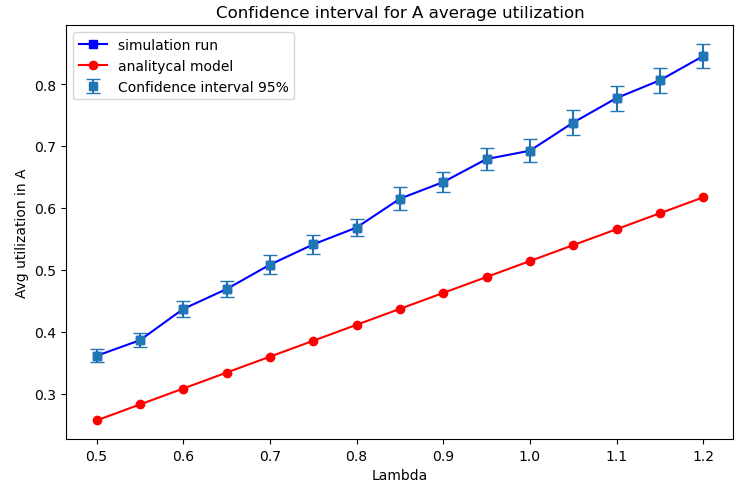 Confidence interval for A average utilization
simulation run
analitycal model
Confidence interval 95%
Avg utilization in A
0.8
0.7
0.6
0.5
0.4
0.3
0.5 0.6 0.7 0.8 0.9 1.0 1.1 1.2
Lambda